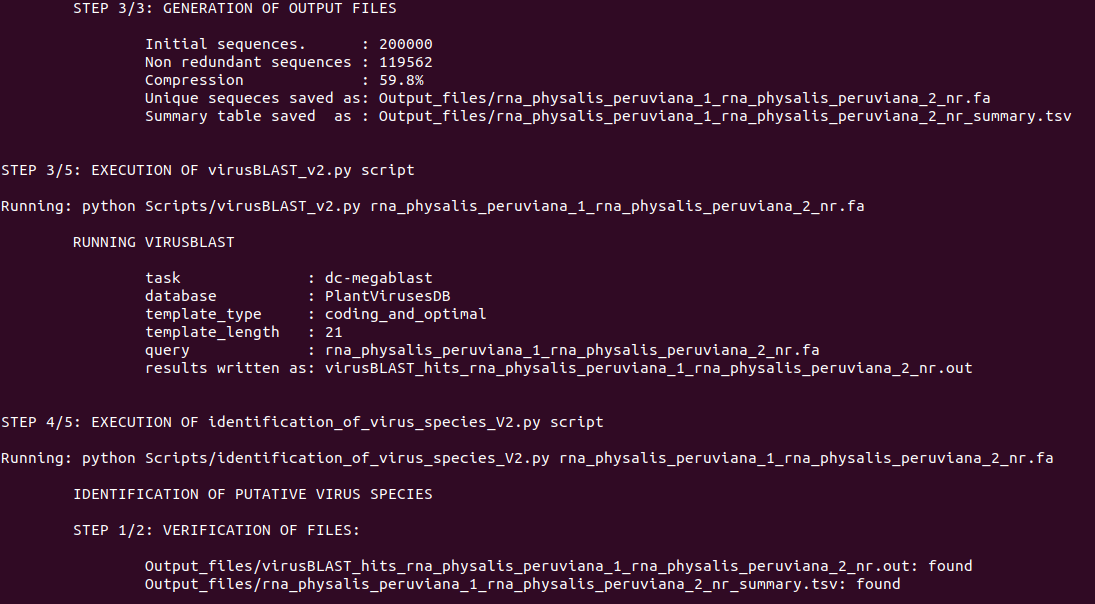 STEP 3/3: GENERATION OF OUTPUT FILES
Initial sequences.      : 200000
Non redundant sequences : 119562
Compression             : 59.8%
Unique sequeces saved as: Output_files/rna_physalis_peruviana_1_rna_physalis_peruviana_2_nr.fa
Summary table saved  as : Output_files/rna_physalis_peruviana_1_rna_physalis_peruviana_2_nr_summary.tsv
STEP 3/5: EXECUTION OF virusBLAST_v2.py script
Running: python Scripts/virusBLAST_v2.py rna_physalis_peruviana_1_rna_physalis_peruviana_2_nr.fa
RUNNING VIRUSBLAST
task              : dc-megablast
database          : PlantVirusesDB
template_type     : coding_and_optimal
template_length   : 21
query             : rna_physalis_peruviana_1_rna_physalis_peruviana_2_nr.fa
results written as: virusBLAST_hits_rna_physalis_peruviana_1_rna_physalis_peruviana_2_nr.out
STEP 4/5: EXECUTION OF identification_of_virus_species_V2.py script
Running: python Scripts/identification_of_virus_species_V2.py rna_physalis_peruviana_1_rna_physalis_peruviana_2_nr.fa
IDENTIFICATION OF PUTATIVE VIRUS SPECIES
STEP 1/2: VERIFICATION OF FILES:
Output_files/virusBLAST_hits_rna_physalis_peruviana_1_rna_physalis_peruviana_2_nr.out: found
Output_files/rna_physalis_peruviana_1_rna_physalis_peruviana_2_nr_summary.tsv: found